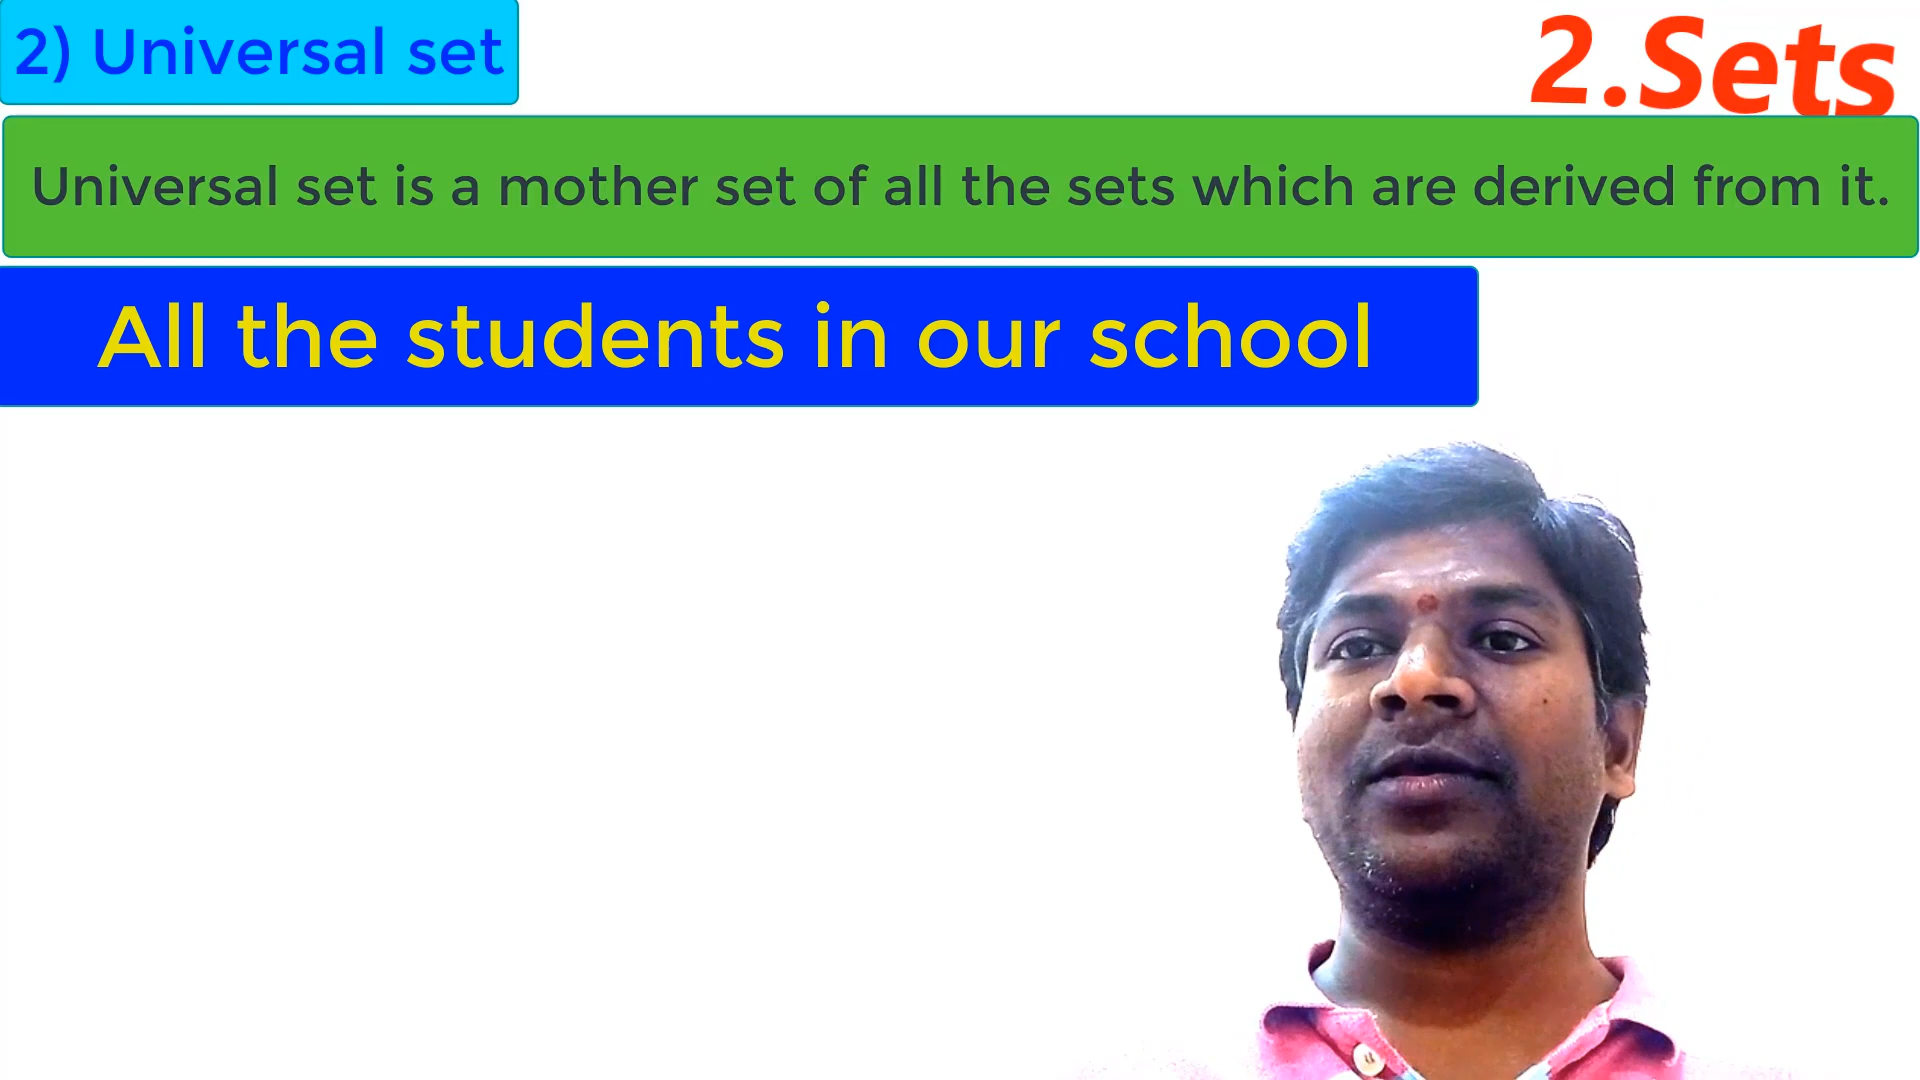 2) Universal set
2.Sets
Universal set is a mother set of all the sets which are derived from it.
All the students in our school